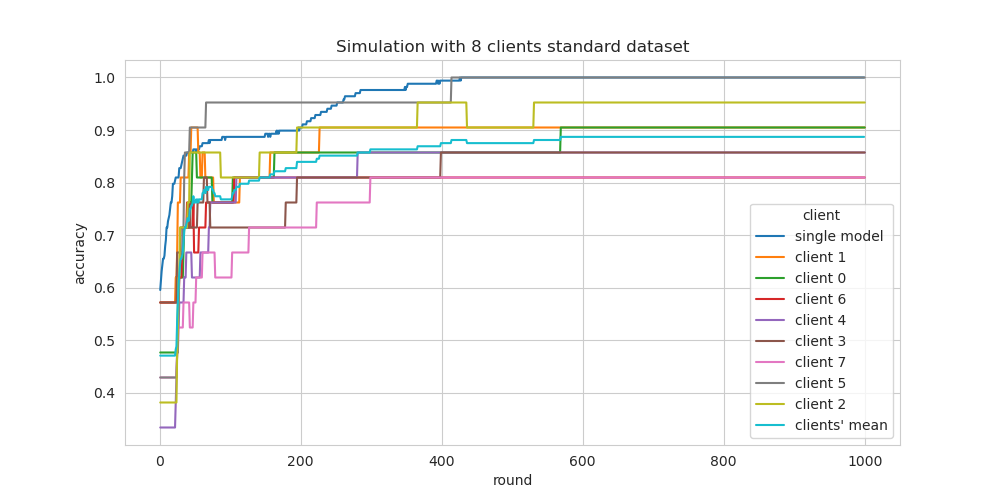 Simulation with 8 clients standard dataset
accuracy
1.0
0.9
0.8
0.7
0.6
0.5
0.4
0
200
400
600
800
1000
round
client
single model
client 1
client 0
client 6
client 4
client 3
client 7
client 5
client 2
clients' mean